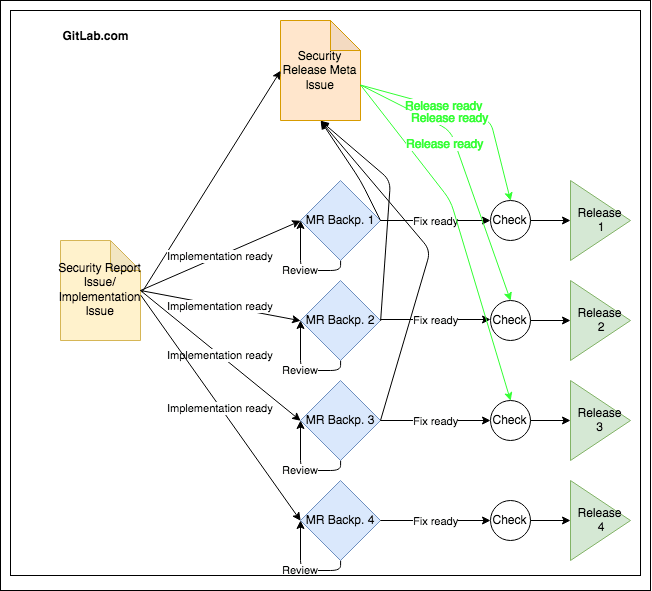 GitLab.com
Security
Release Meta
Issue
Release ready
Release ready
Release ready
MR Backp. 1
Fix ready
Check
Release
1
Implementation ready
Review
Security Report
Issue/
Implementation
Issue
Implementation ready
MR Backp. 2
Fix ready
Check
Release
2
Review
Implementation ready
MR Backp. 3
Fix ready
Check
Release
3
Implementation ready
Review
MR Backp. 4
Fix ready
Check
Release
4
Review